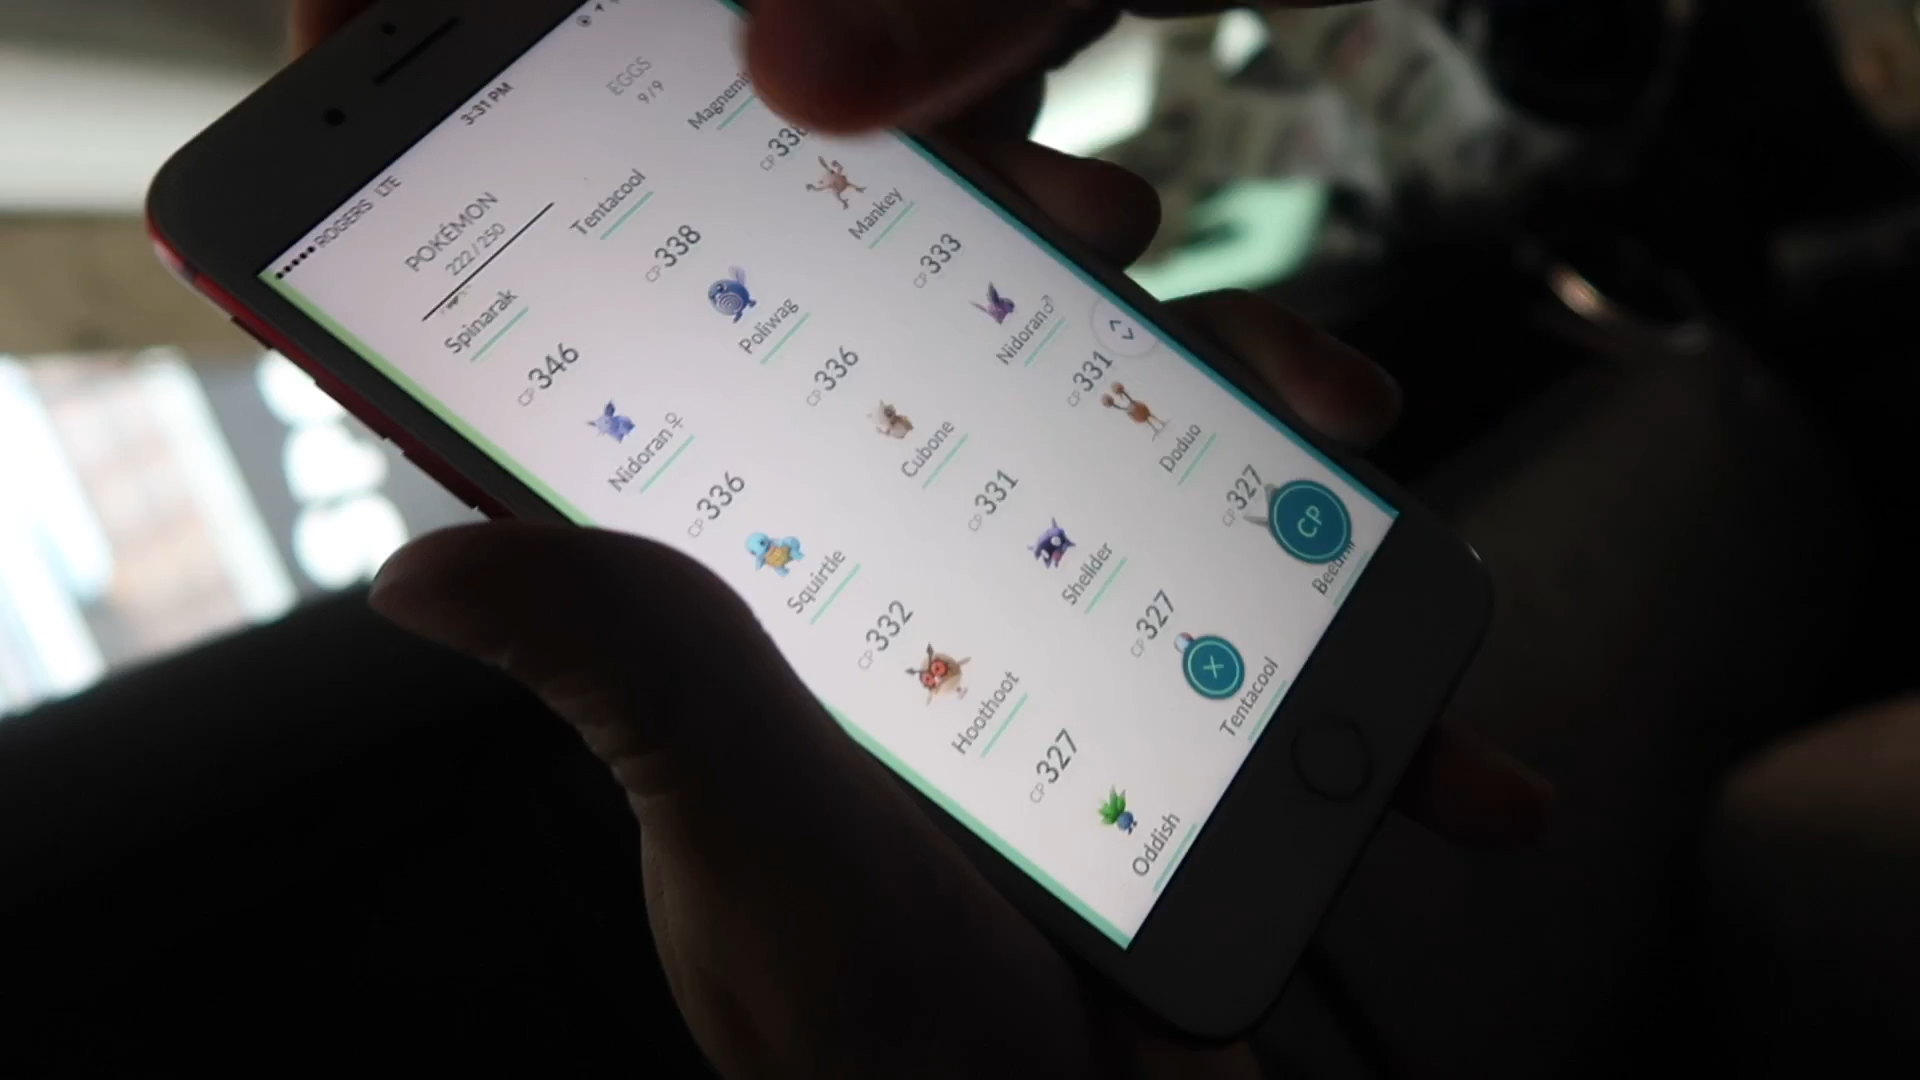 ROGERS LTE 3:31 PM
POKÉMON
222 / 250
EGGS
9/9
Spinarak
Tentacool
CP 346
CP 338
Nidoran♀
Poliwag
Mankey
CP 336
CP 336
CP 333
Squirtle
Cubone
Nidoran♂
CP 332
CP 331
CP 331
Hoothoot
Shellder
Doduo
CP 327
CP 327
CP 327
Oddish
Tentacool
CP
X